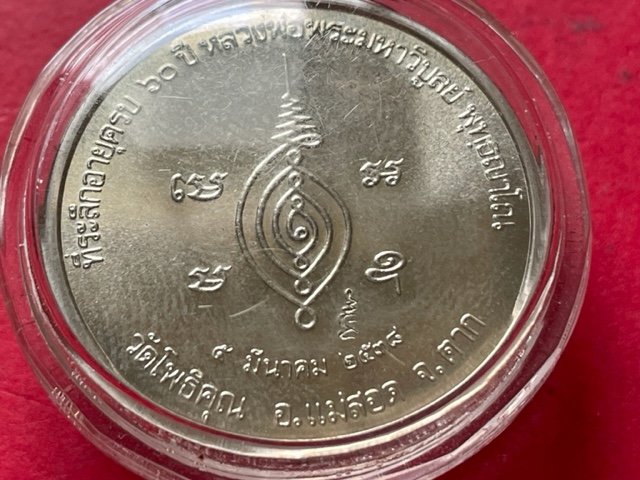 ที่ระลึกอายุครบ ๖๐ ปี หลวงพ่อพระมหาวิบูลย์ พุทธญาโณ
๙ มีนาคม ๒๕๓๘
วัดโพธิคุณ อ.แม่สอด จ.ตาก